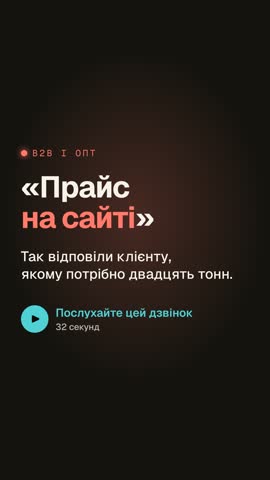 B2B І ОПТ
«Прайс
на сайті»
Так відповіли клієнту,
якому потрібно двадцять тонн.
Послухайте цей дзвінок
32 секунд